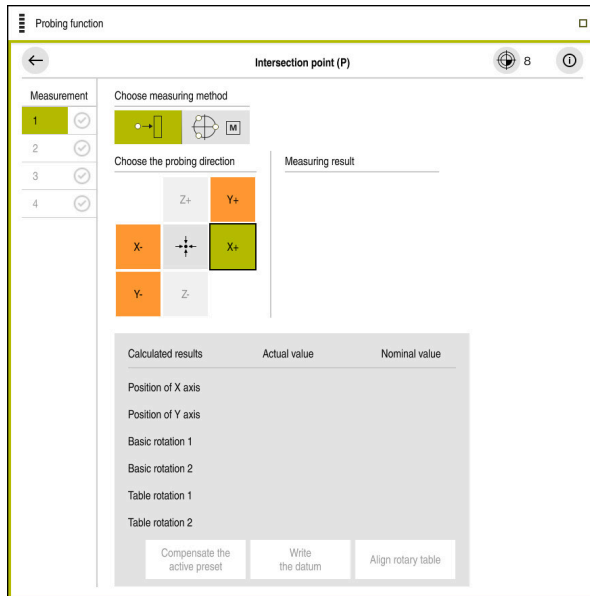 Probing function
Intersection point (P)
8
Measurement
Choose measuring method
1
M
2
Choose the probing direction
Measuring result
3
4
Z+
Y+
X-
X+
Y-
Z-
Calculated results
Actual value
Nominal value
Position of X axis
Position of Y axis
Basic rotation 1
Basic rotation 2
Table rotation 1
Table rotation 2
Compensate the
active preset
Write
the datum
Align rotary table